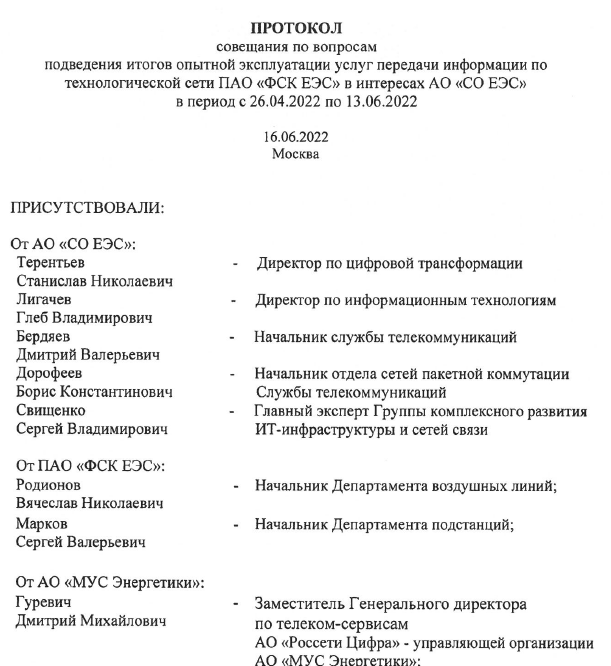 ПРОТОКОЛ
совещания по вопросам
подведения итогов опытной эксплуатации услуг передачи информации по
технологической сети ПАО «ФСК ЕЭС» в интересах АО «СО ЕЭС»
в период с 26.04.2022 по 13.06.2022
16.06.2022
Москва
ПРИСУТСТВОВАЛИ:
От АО «СО ЕЭС»:
Терентьев - Директор по цифровой трансформации
Станислав Николаевич
Лигачев - Директор по информационным технологиям
Глеб Владимирович
Бердяев - Начальник службы телекоммуникаций
Дмитрий Валерьевич
Дорофеев - Начальник отдела сетей пакетной коммутации
Борис Константинович Службы телекоммуникаций
Свищенко - Главный эксперт Группы комплексного развития
Сергей Владимирович ИТ-инфраструктуры и сетей связи
От ПАО «ФСК ЕЭС»:
Родионов - Начальник Департамента воздушных линий;
Вячеслав Николаевич
Марков - Начальник Департамента подстанций;
Сергей Валерьевич
От АО «МУС Энергетики»:
Гуревич - Заместитель Генерального директора
Дмитрий Михайлович по телеком-сервисам
АО «Россети Цифра» - управляющей организации
АО «МУС Энергетики»;